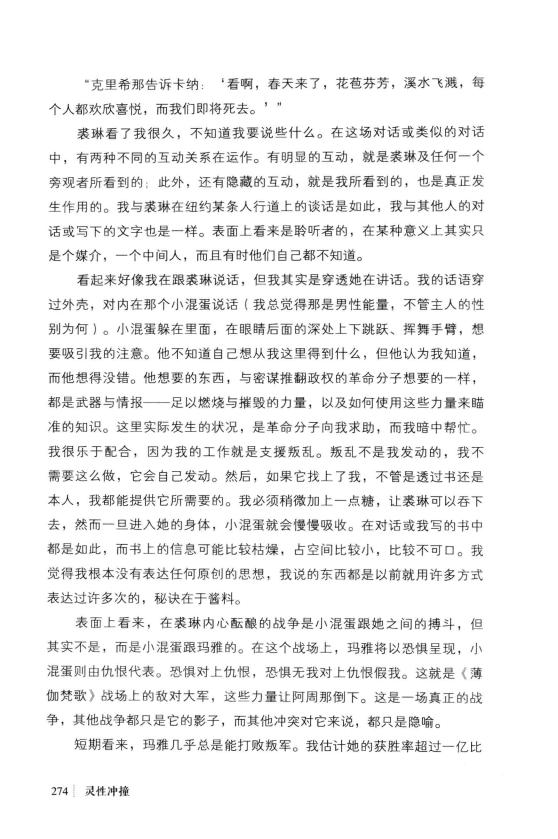 “克里希那告诉卡纳：‘看啊，春天来了，花苞芬芳，溪水飞溅，每
个人都欢欣喜悦，而我们即将死去。’”
裘琳看了我很久，不知道我要说些什么。在这场对话或类似的对话
中，有两种不同的互动关系在运作。有明显的互动，就是裘琳及任何一个
旁观者所看到的；此外，还有隐藏的互动，就是我所看到的，也是真正发
生作用的。我与裘琳在纽约某条人行道上的谈话是如此，我与其他人的对
话或写下的文字也是一样。表面上看来是聆听者的，在某种意义上其实只
是个媒介，一个中间人，而且有时他们自己都不知道。
看起来好像我在跟裘琳说话，但我其实是穿透她在讲话。我的话语穿
过外壳，对内在那个小混蛋说话（我总觉得那是男性能量，不管主人的性
别为何）。小混蛋躲在里面，在眼睛后面的深处上下跳跃、挥舞手臂，想
要吸引我的注意。他不知道自己想从我这里得到什么，但他认为我知道，
而他想得没错。他想要的东西，与密谋推翻政权的革命分子想要的一样，
都是武器与情报——足以燃烧与摧毁的力量，以及如何使用这些力量来瞄
准的知识。这里实际发生的状况，是革命分子向我求助，而我暗中帮忙。
我很乐于配合，因为我的工作就是支援叛乱。叛乱不是我发动的，我不
需要这么做，它会自己发动。然后，如果它找上了我，不管是透过书还是
本人，我都能提供它所需要的。我必须稍微加上一点糖，让裘琳可以吞下
去，然而一旦进入她的身体，小混蛋就会慢慢吸收。在对话或我写的书中
都是如此，而书上的信息可能比较枯燥，占空间比较小，比较不可口。我
觉得我根本没有表达任何原创的思想，我说的东西都是以前就用许多方式
表达过许多次的，秘诀在于酱料。
表面上看来，在裘琳内心酝酿的战争是小混蛋跟她之间的搏斗，但
其实不是，而是小混蛋跟玛雅的。在这个战场上，玛雅将以恐惧呈现，小
混蛋则由仇恨代表。恐惧对上仇恨，恐惧无我对上仇恨假我。这就是《薄
伽梵歌》战场上的敌对大军，这些力量让阿周那倒下。这是一场真正的战
争，其他战争都只是它的影子，而其他冲突对它来说，都只是隐喻。
短期看来，玛雅几乎总是能打败叛军。我估计她的获胜率超过一亿比
274 灵性冲撞